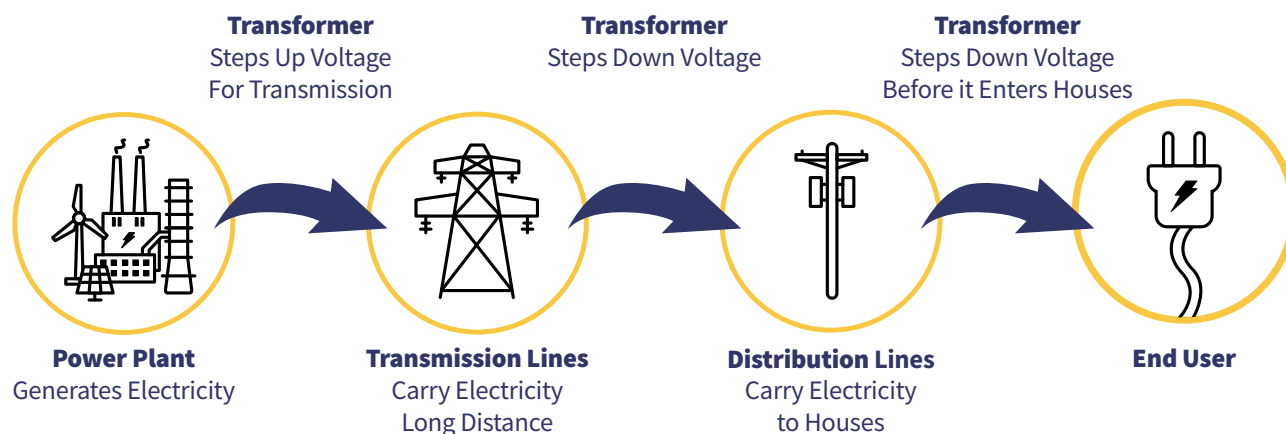 Transformer
Steps Up Voltage
For Transmission
Transformer
Steps Down Voltage
Transformer
Steps Down Voltage
Before it Enters Houses
Power Plant
Generates Electricity
Transmission Lines
Carry Electricity
Long Distance
Distribution Lines
Carry Electricity
to Houses
End User